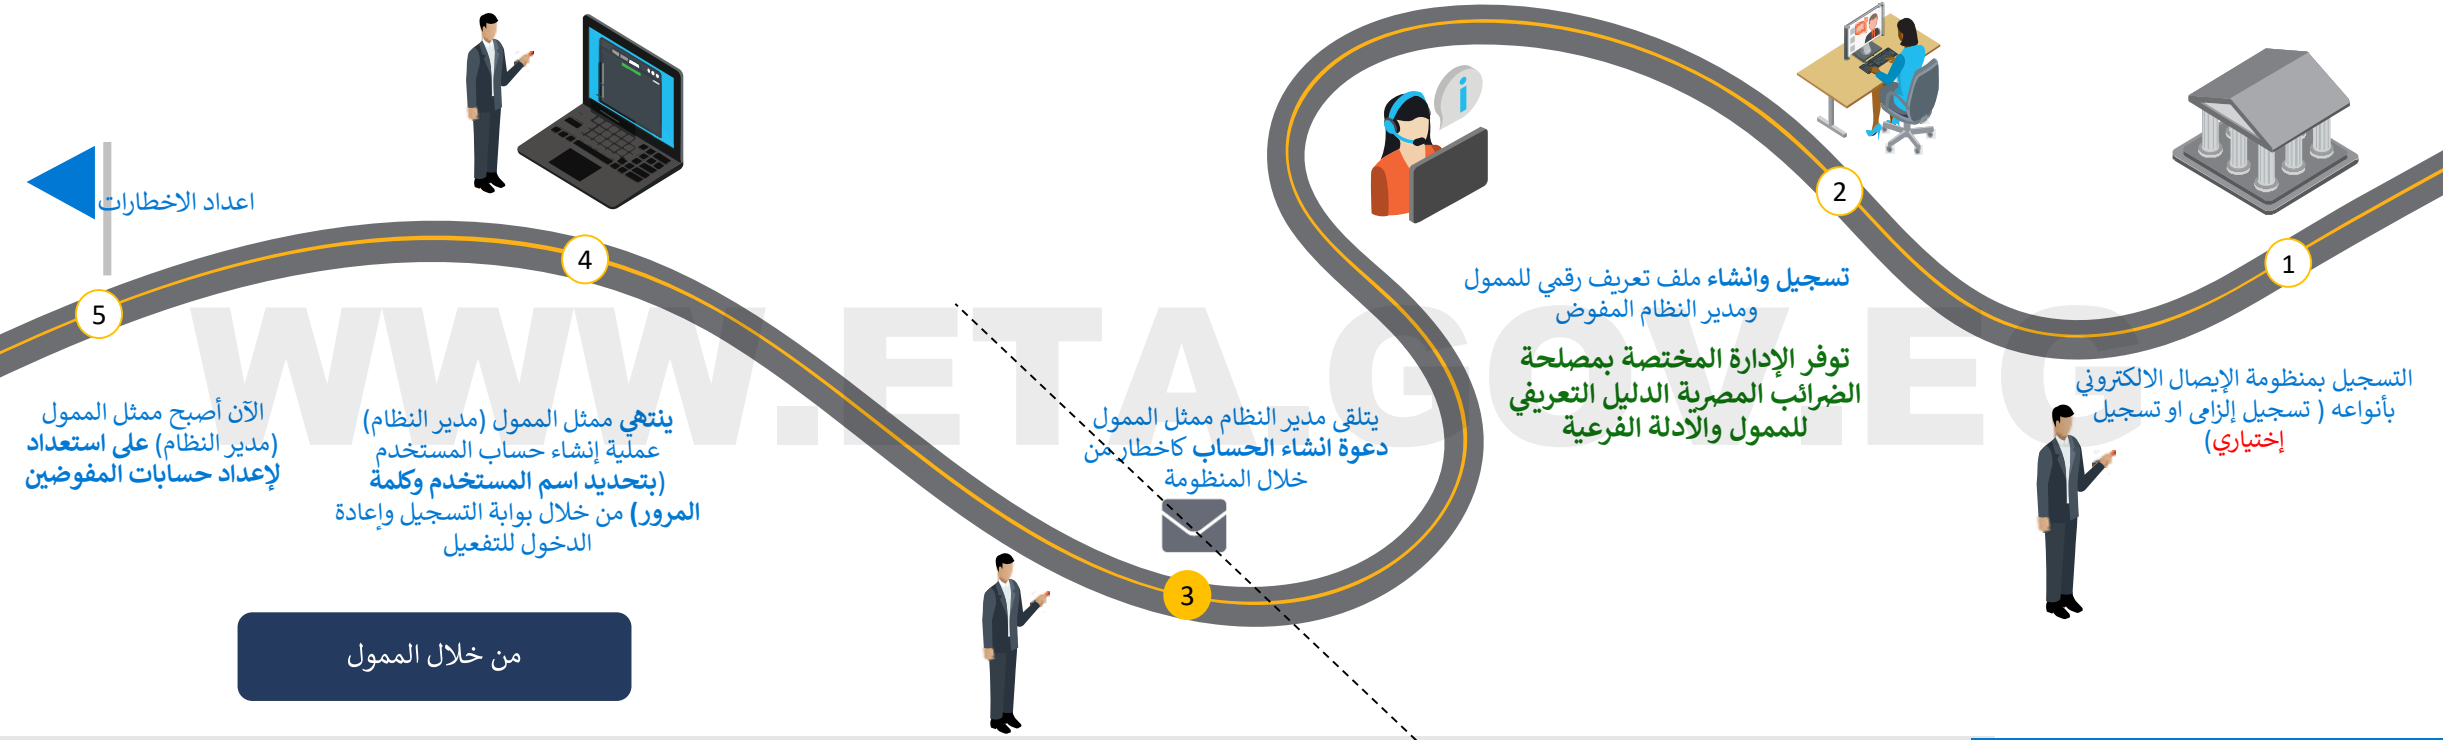 1
التسجيل بمنظومة الإيصال الالكتروني
بأنواعه ( تسجيل إلزامى او تسجيل
إختياري)
2
تسجيل وانشاء ملف تعريف رقمي للممول
ومدير النظام المفوض
توفر الإدارة المختصة بمصلحة
الضرائب المصرية الدليل التعريفي
للممول والادلة الفرعية
3
يتلقى مدير النظام ممثل الممول
دعوة انشاء الحساب كاخطار من
خلال المنظومة
4
ينتهي ممثل الممول (مدير النظام)
عملية إنشاء حساب المستخدم
(بتحديد اسم المستخدم وكلمة
المرور) من خلال بوابة التسجيل وإعادة
الدخول للتفعيل
5
اعداد الاخطارات
الآن أصبح ممثل الممول
(مدير النظام) على استعداد
لإعداد حسابات المفوضين
من خلال الممول
WWW.ETA.GOV.EG